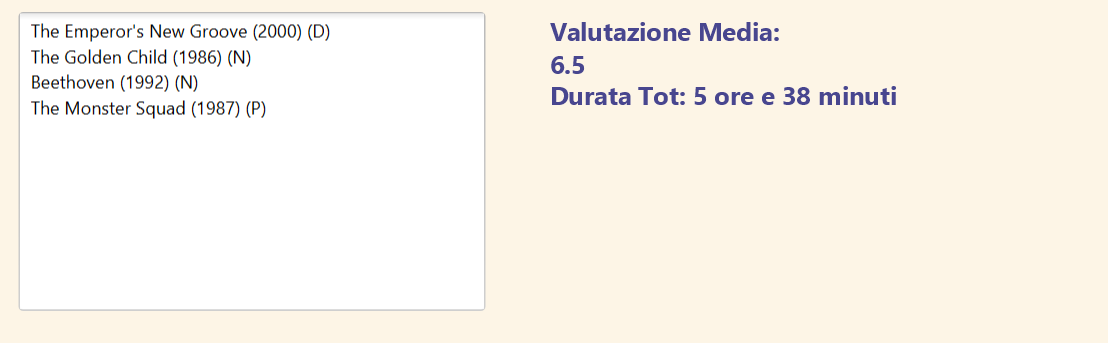 The Emperor's New Groove (2000) (D)
The Golden Child (1986) (N)
Beethoven (1992) (N)
The Monster Squad (1987) (P)
Valutazione Media:
6.5
Durata Tot: 5 ore e 38 minuti